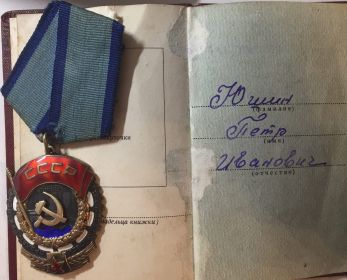 СССР
Юшин
(фамилия)
Петр
(имя)
Иванович
(отчество)